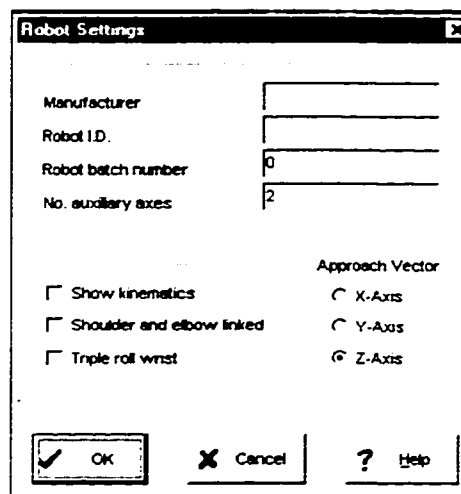 Robot Settings
Manufacturer
Robot I.D.
Robot batch number 0
No. auxiliary axes 2
Approach Vector
Show kinematics X-Axis
Shoulder and elbow linked Y-Axis
Triple roll wrist Z-Axis
OK Cancel Help